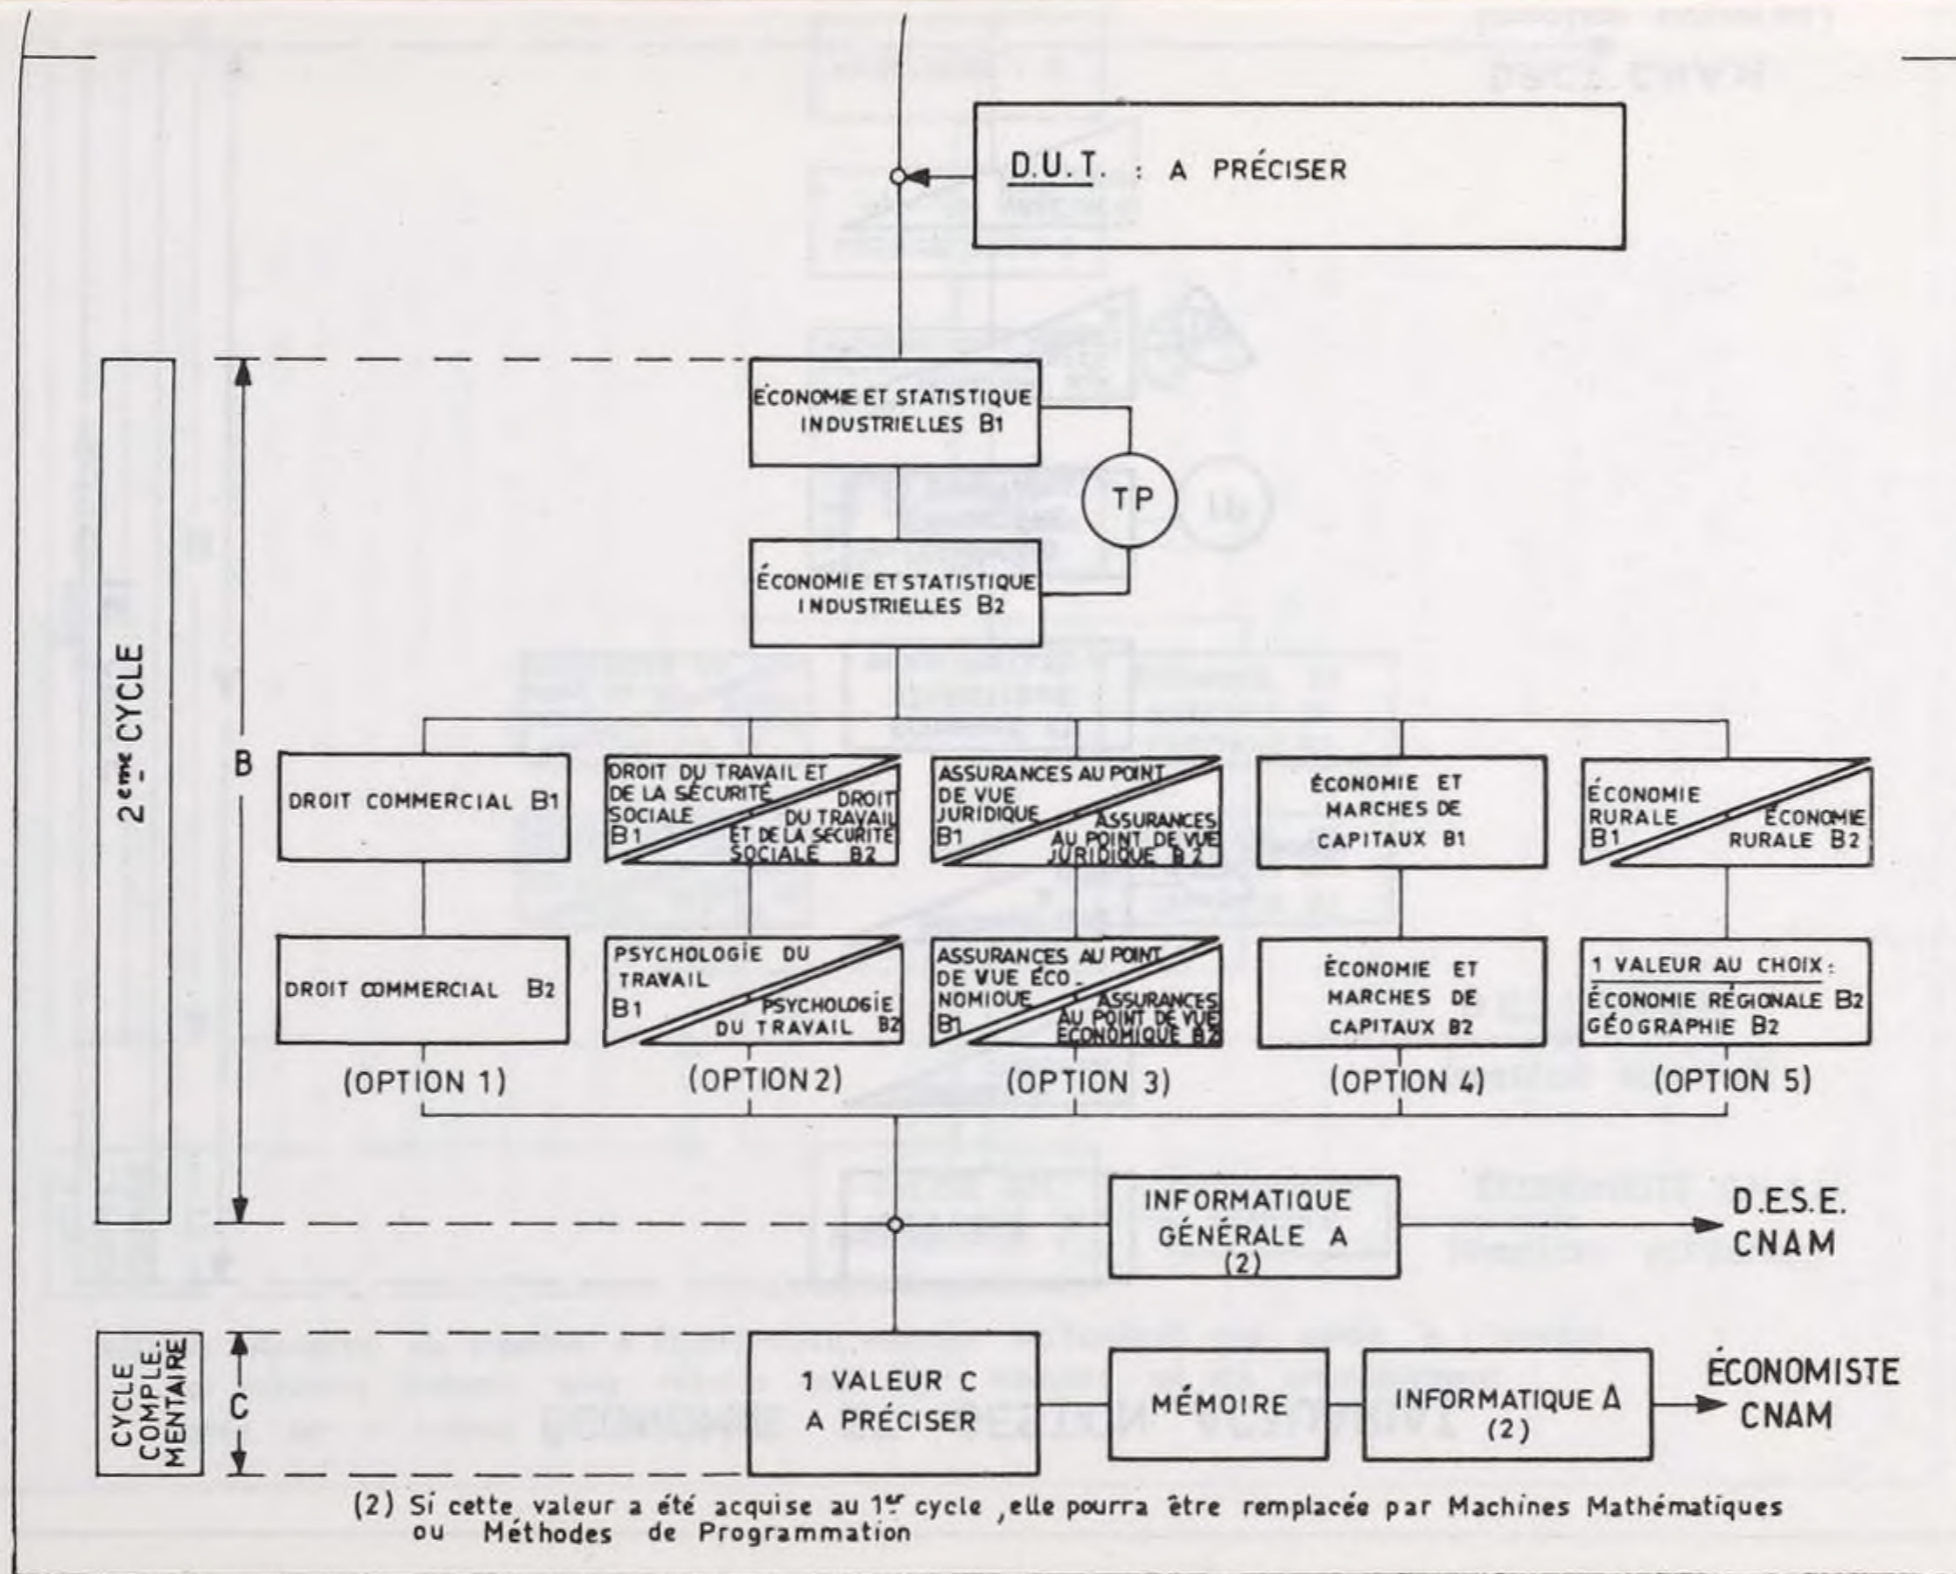 D.U.T. : A PRÉCISER
ÉCONOMIE ET STATISTIQUE
INDUSTRIELLES B1
TP
ÉCONOMIE ET STATISTIQUE
INDUSTRIELLES B2
2eme CYCLE
B
DROIT COMMERCIAL B1
DROIT DU TRAVAIL ET
DE LA SÉCURITÉ
SOCIALE
B1
DROIT
DU TRAVAIL
ET DE LA SÉCURITÉ
SOCIALE B2
ASSURANCES AU POINT
DE VUE
JURIDIQUE
B1
ASSURANCES
AU POINT DE VUE
JURIDIQUE B2
ÉCONOMIE ET
MARCHES DE
CAPITAUX B1
ÉCONOMIE
RURALE
B1
ÉCONOMIE
RURALE B2
DROIT COMMERCIAL B2
PSYCHOLOGIE DU
TRAVAIL
B1
PSYCHOLOGIE
DU TRAVAIL B2
ASSURANCES AU POINT
DE VUE ÉCO_
NOMIQUE
B1
ASSURANCES
AU POINT DE VUE
ÉCONOMIQUE B2
ÉCONOMIE ET
MARCHES DE
CAPITAUX B2
1 VALEUR AU CHOIX :
ÉCONOMIE RÉGIONALE B2
GÉOGRAPHIE B2
(OPTION 1)
(OPTION 2)
(OPTION 3)
(OPTION 4)
(OPTION 5)
INFORMATIQUE
GÉNÉRALE A
(2)
D.E.S.E.
CNAM
CYCLE
COMPLE_
MENTAIRE
C
1 VALEUR C
A PRÉCISER
MÉMOIRE
INFORMATIQUE A
(2)
ÉCONOMISTE
CNAM
(2) Si cette valeur a été acquise au 1er cycle , elle pourra être remplacée par Machines Mathématiques
ou Méthodes de Programmation